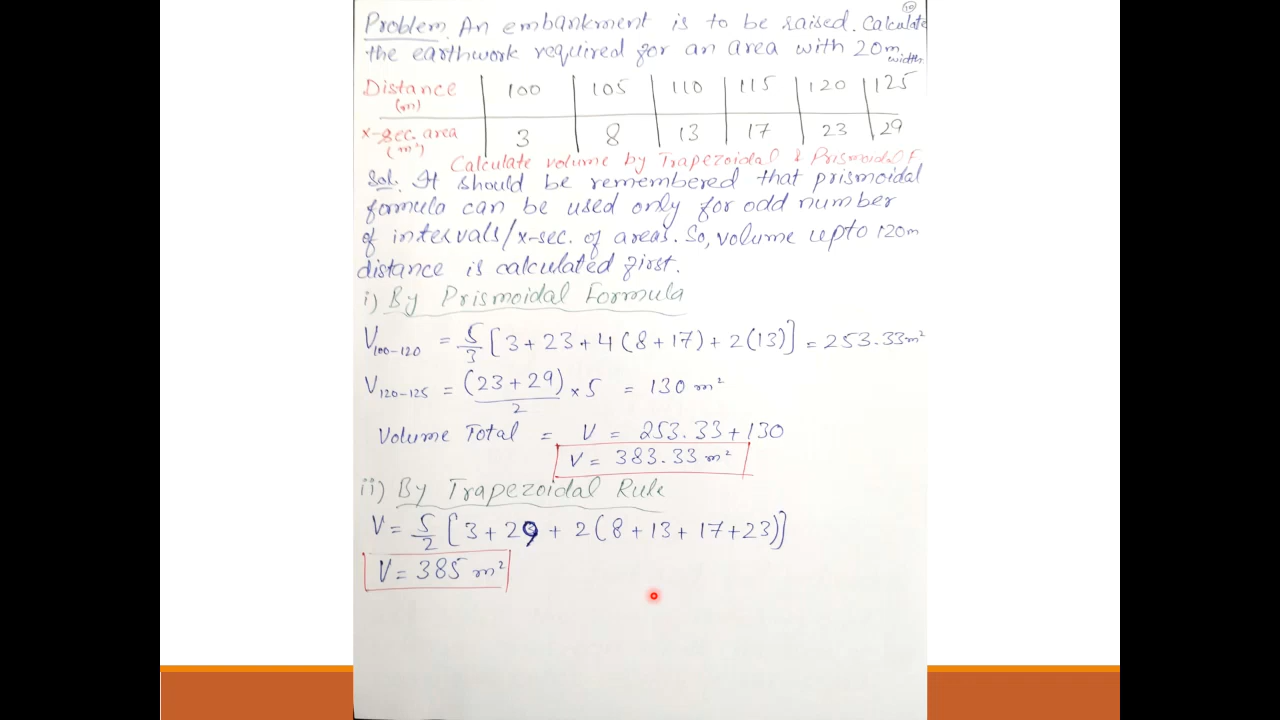 10
Problem. An embankment is to be raised. Calculate
the earthwork required for an area with 20m width.
Distance (m) 100 105 110 115 120 125
x-sec. area (m²) 3 8 13 17 23 29
Calculate volume by Trapezoidal & Prismoidal F.
Sol. It should be remembered that prismoidal
formula can be used only for odd number
of intervals/x-sec. of areas. So, volume upto 120m
distance is calculated first.
i) By Prismoidal Formula
V100-120 = 5/3 [3+23+4(8+17)+2(13)] = 253.33m²
V120-125 = (23+29)/2 × 5 = 130 m²
Volume Total = V = 253.33+130
V = 383.33 m²
ii) By Trapezoidal Rule
V = 5/2 [3+29 + 2(8+13+17+23)]
V = 385 m²